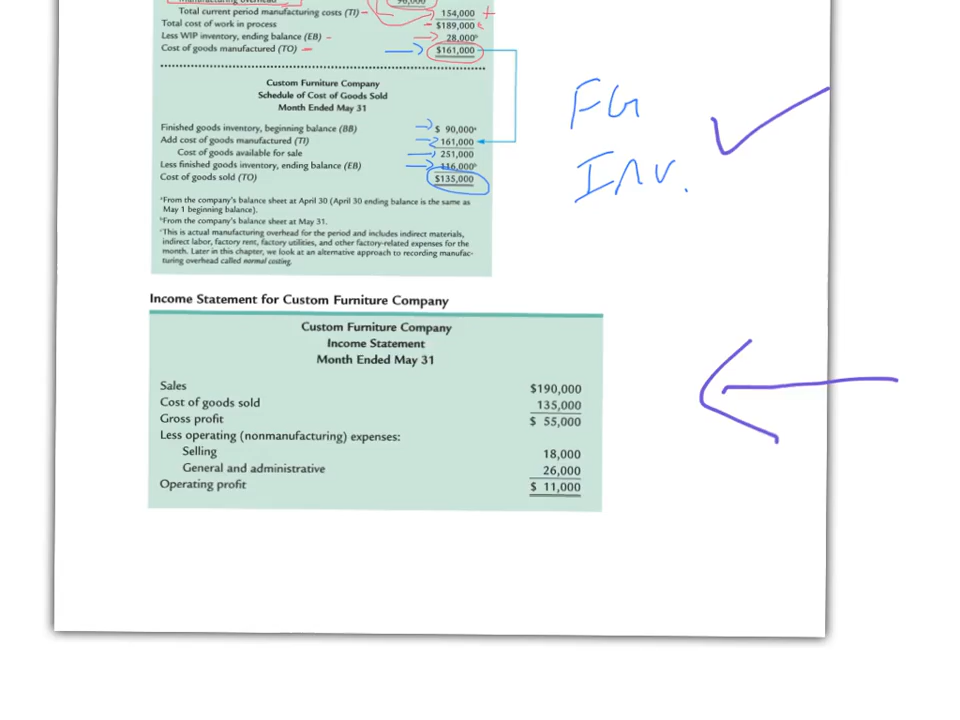 Total current period manufacturing costs (TI) 154,000
Total cost of work in process $189,000
Less WIP inventory, ending balance (EB) 28,000ᵇ
Cost of goods manufactured (TO) $161,000
Custom Furniture Company
Schedule of Cost of Goods Sold
Month Ended May 31
Finished goods inventory, beginning balance (BB) $ 90,000ᵃ
Add cost of goods manufactured (TI) 161,000
Cost of goods available for sale 251,000
Less finished goods inventory, ending balance (EB) 116,000ᵇ
Cost of goods sold (TO) $135,000
FG
Inv.
ᵃFrom the company's balance sheet at April 30 (April 30 ending balance is the same as
May 1 beginning balance).
ᵇFrom the company's balance sheet at May 31.
ᶜThis is actual manufacturing overhead for the period and includes indirect materials,
indirect labor, factory rent, factory utilities, and other factory-related expenses for the
month. Later in this chapter, we look at an alternative approach to recording manufac-
turing overhead called normal costing.
Income Statement for Custom Furniture Company
Custom Furniture Company
Income Statement
Month Ended May 31
Sales $190,000
Cost of goods sold 135,000
Gross profit $ 55,000
Less operating (nonmanufacturing) expenses:
Selling 18,000
General and administrative 26,000
Operating profit $ 11,000